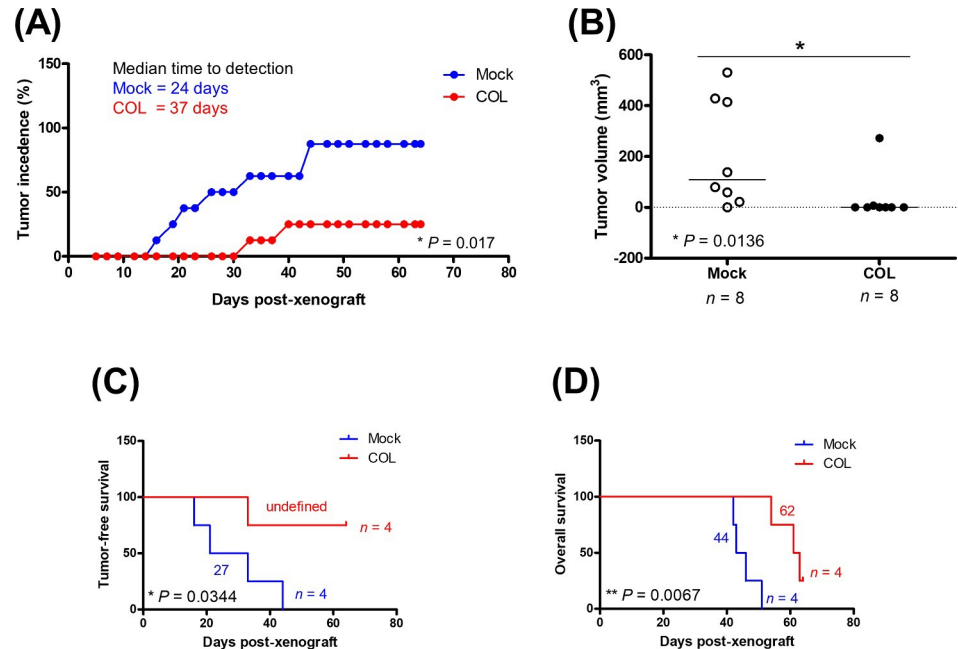 (A)
150
100
50
0
Tumor incedence (%)
Median time to detection
Mock = 24 days
COL = 37 days
Mock
COL
* P = 0.017
0 10 20 30 40 50 60 70 80
Days post-xenograft
(B)
600
400
200
0
-200
Tumor volume (mm³)
*
* P = 0.0136
Mock COL
n = 8 n = 8
(C)
150
100
50
0
Tumor-free survival
Mock
COL
undefined
n = 4
27
n = 4
* P = 0.0344
0 20 40 60 80
Days post-xenograft
(D)
150
100
50
0
Overall survival
Mock
COL
62
44
n = 4
n = 4
** P = 0.0067
0 20 40 60 80
Days post-xenograft